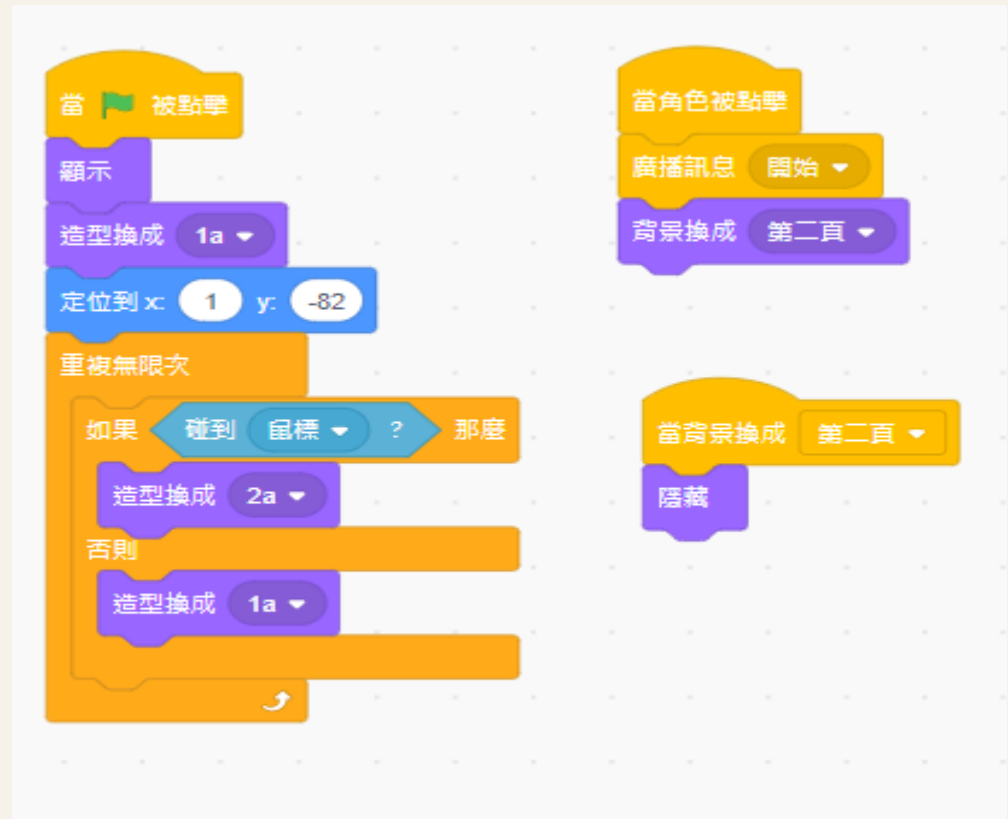 當 被點擊
顯示
造型換成 1a
定位到 x: 1 y: -82
重複無限次
如果 碰到 鼠標 ? 那麼
造型換成 2a
否則
造型換成 1a
當角色被點擊
廣播訊息 開始
背景換成 第二頁
當背景換成 第二頁
隱藏